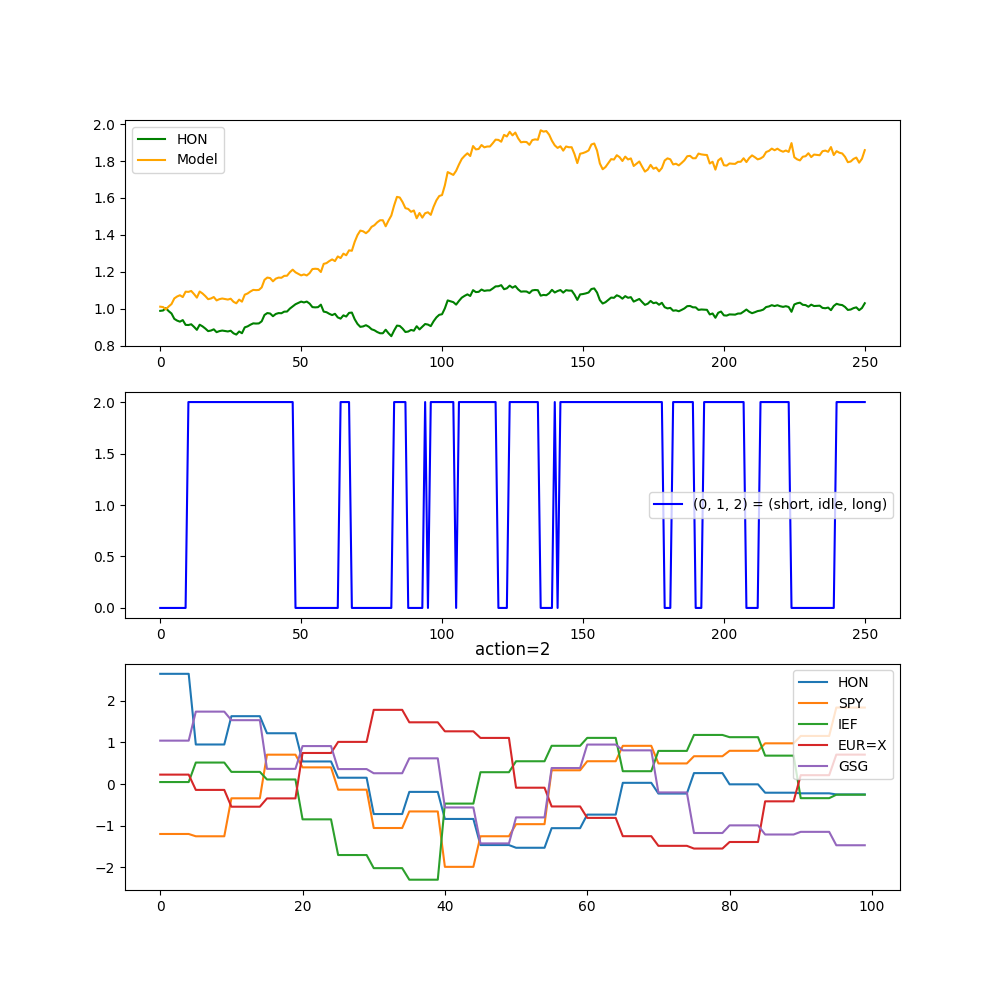 2.0
1.8
1.6
1.4
1.2
1.0
0.8
HON
Model
0 50 100 150 200 250
2.0
1.5
1.0
0.5
0.0
(0, 1, 2) = (short, idle, long)
0 50 100 150 200 250
action=2
2
1
0
−1
−2
HON
SPY
IEF
EUR=X
GSG
0 20 40 60 80 100